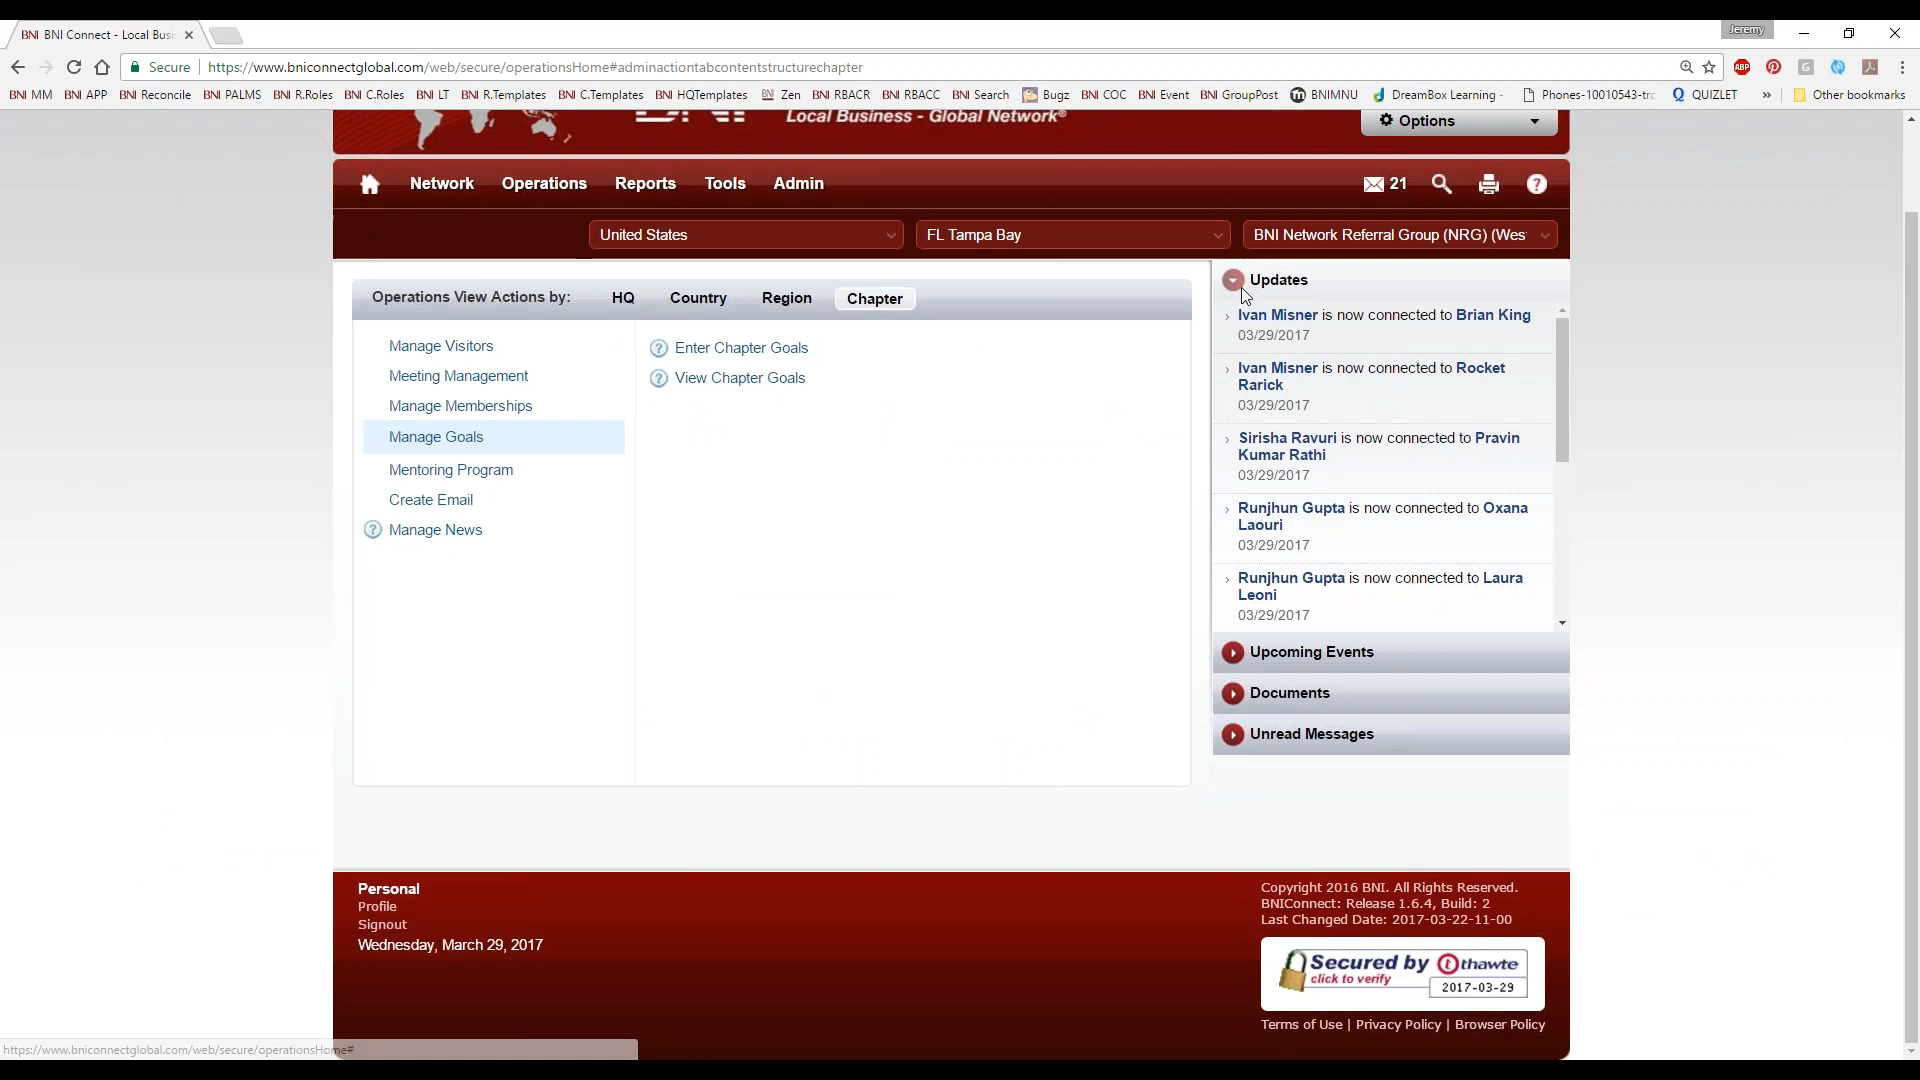 BNI BNI Connect - Local Busi
Jeremy
Secure https://www.bniconnectglobal.com/web/secure/operationsHome#adminactiontabcontentstructurechapter
BNI MM BNI APP BNI Reconcile BNI PALMS BNI R.Roles BNI C.Roles BNI LT BNI R.Templates BNI C.Templates BNI HQTemplates Zen BNI RBACR BNI RBACC BNI Search Bugz BNI COC BNI Event BNI GroupPost BNIMNU DreamBox Learning - Phones-10010543-trc QUIZLET » Other bookmarks
Local Business - Global Network®
Options
Network Operations Reports Tools Admin 21
United States FL Tampa Bay BNI Network Referral Group (NRG) (Wes
Operations View Actions by: HQ Country Region Chapter
Manage Visitors
Meeting Management
Manage Memberships
Manage Goals
Mentoring Program
Create Email
Manage News
Enter Chapter Goals
View Chapter Goals
Updates
Ivan Misner is now connected to Brian King
03/29/2017
Ivan Misner is now connected to Rocket
Rarick
03/29/2017
Sirisha Ravuri is now connected to Pravin
Kumar Rathi
03/29/2017
Runjhun Gupta is now connected to Oxana
Laouri
03/29/2017
Runjhun Gupta is now connected to Laura
Leoni
03/29/2017
Upcoming Events
Documents
Unread Messages
Personal
Profile
Signout
Wednesday, March 29, 2017
Copyright 2016 BNI. All Rights Reserved.
BNIConnect: Release 1.6.4, Build: 2
Last Changed Date: 2017-03-22-11-00
Secured by thawte
click to verify
2017-03-29
Terms of Use | Privacy Policy | Browser Policy
https://www.bniconnectglobal.com/web/secure/operationsHome#